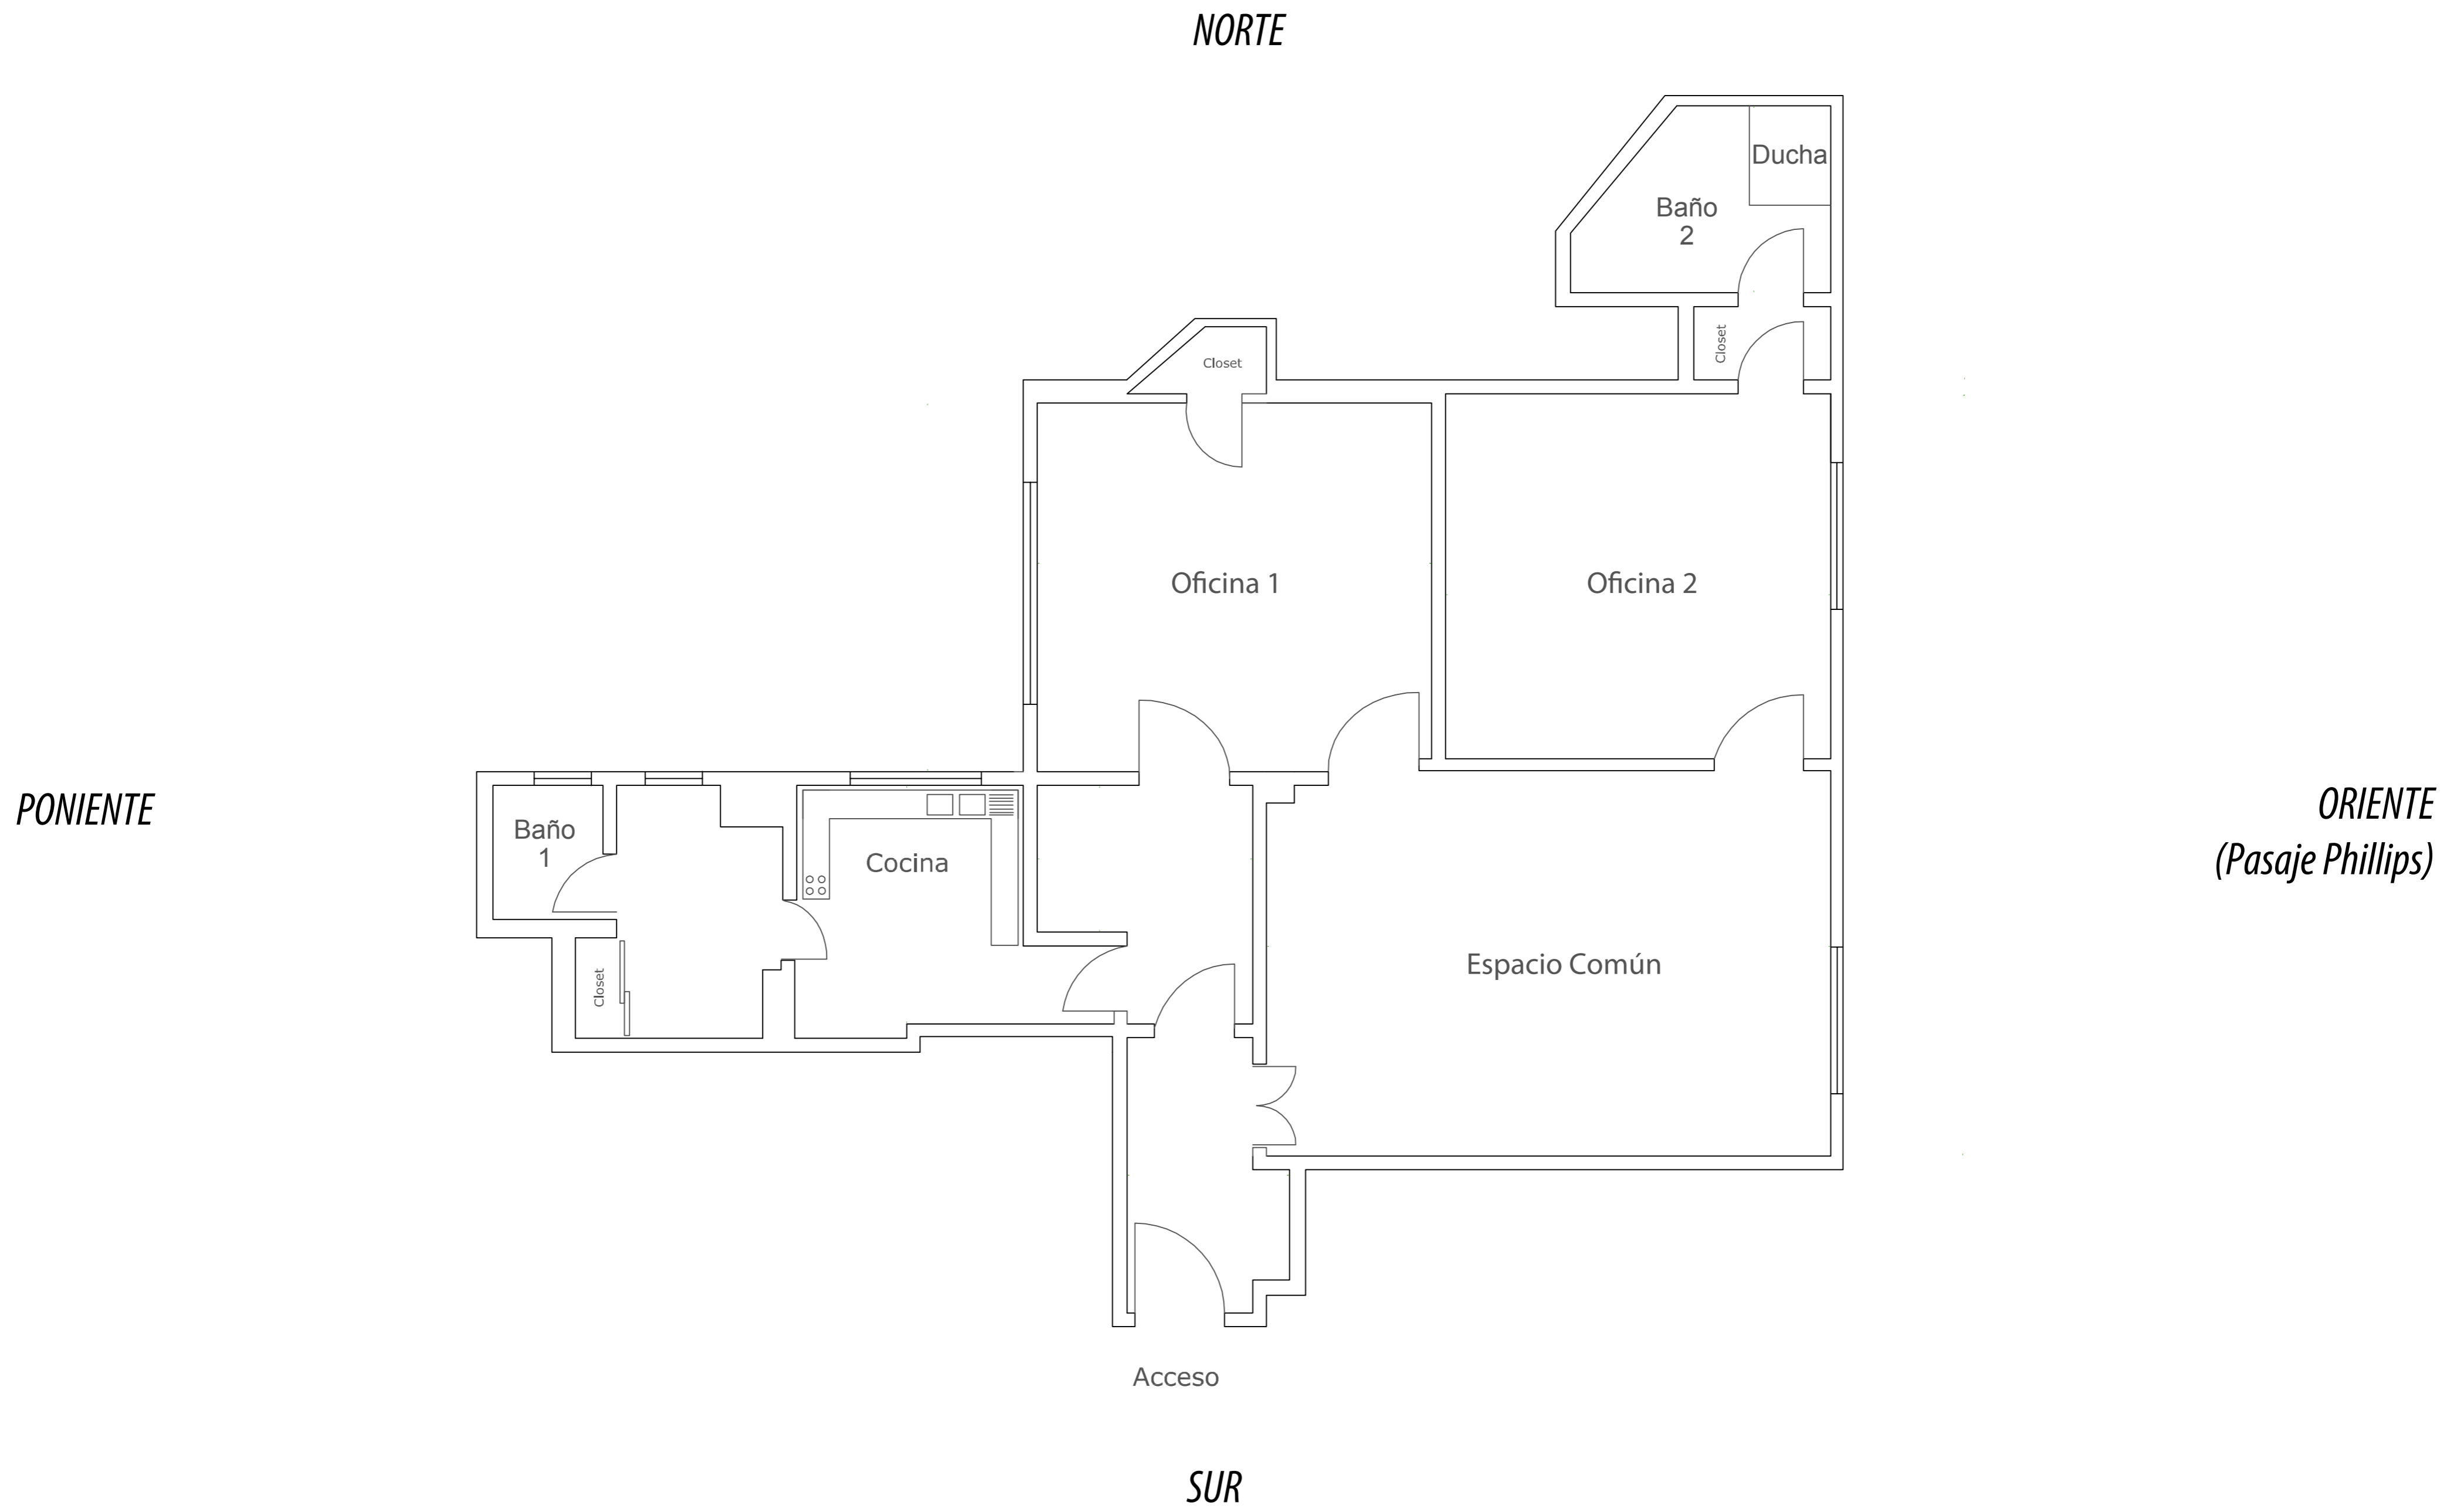 NORTE
Ducha
Baño
2
Closet
Closet
Oficina 1
Oficina 2
PONIENTE
ORIENTE
(Pasaje Phillips)
Baño
1
Cocina
Espacio Común
Closet
Acceso
SUR